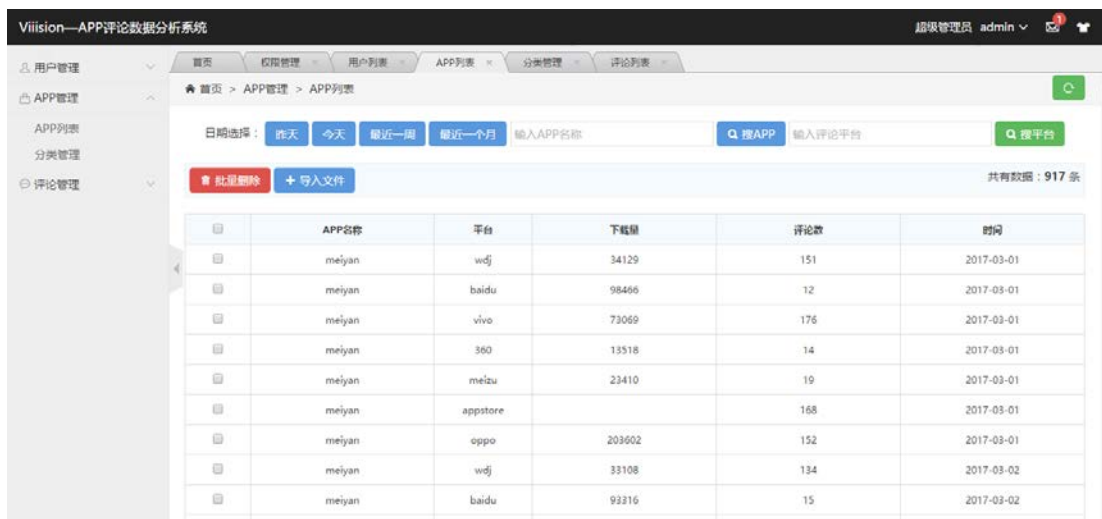 Viiision—APP评论数据分析系统 超级管理员 admin 1
用户管理
APP管理
APP列表
分类管理
评论管理
首页 权限管理 用户列表 APP列表 分类管理 评论列表
首页 > APP管理 > APP列表
日期选择： 昨天 今天 最近一周 最近一个月 输入APP名称 搜APP 输入评论平台 搜平台
批量删除 + 导入文件 共有数据：917 条
APP名称 平台 下载量 评论数 时间
meiyan wdj 34129 151 2017-03-01
meiyan baidu 98466 12 2017-03-01
meiyan vivo 73069 176 2017-03-01
meiyan 360 13518 14 2017-03-01
meiyan meizu 23410 19 2017-03-01
meiyan appstore 168 2017-03-01
meiyan oppo 203602 152 2017-03-01
meiyan wdj 33108 134 2017-03-02
meiyan baidu 93316 15 2017-03-02